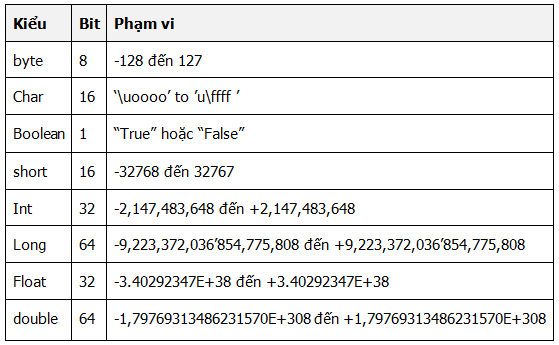 Kiểu Bit Phạm vi
byte 8 -128 đến 127
Char 16 ‘\uoooo’ to ’u\ffff ’
Boolean 1 “True” hoặc “False”
short 16 -32768 đến 32767
Int 32 -2,147,483,648 đến +2,147,483,648
Long 64 -9,223,372,036’854,775,808 đến +9,223,372,036’854,775,808
Float 32 -3.40292347E+38 đến +3.40292347E+38
double 64 -1,79769313486231570E+308 đến +1,79769313486231570E+308